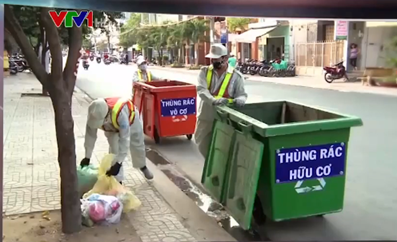 VTV1
THÙNG RÁC
VÔ CƠ
THÙNG RÁC
HỮU CƠ